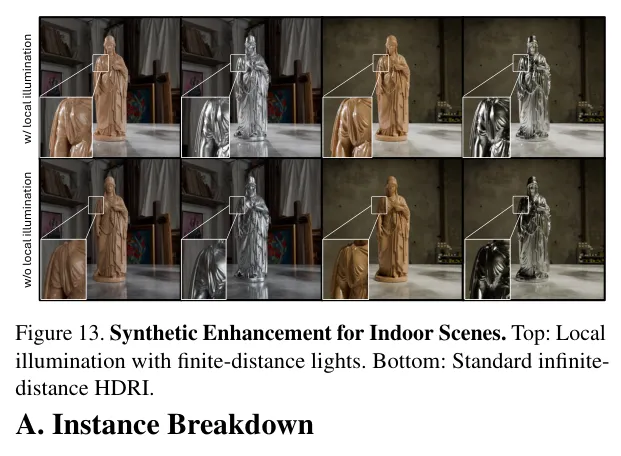 w/ local illumination
w/o local illumination
Figure 13. Synthetic Enhancement for Indoor Scenes. Top: Local
illumination with finite-distance lights. Bottom: Standard infinite-
distance HDRI.
A. Instance Breakdown